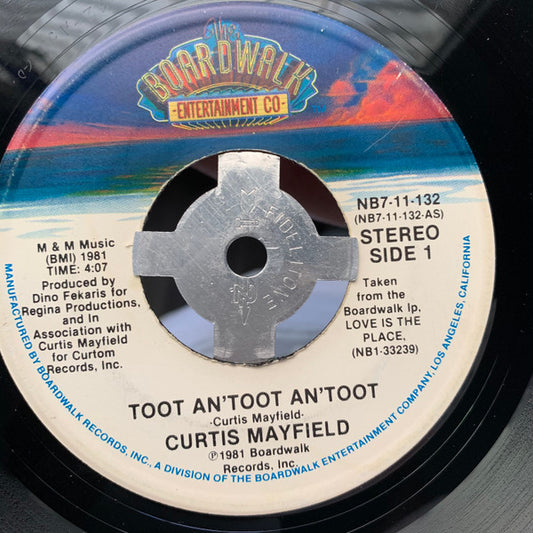 The
BOARDWALK
-ENTERTAINMENT CO-
NB7-11-132
(NB7-11-132-AS)
STEREO
SIDE 1
M & M Music
(BMI) 1981
TIME: 4:07
Produced by
Dino Fekaris for
Regina Productions,
and In
Association with
Curtis Mayfield
for Curtom
Records, Inc.
Taken
from the
Boardwalk lp,
LOVE IS THE
PLACE,
(NB1-33239)
FIDELITONE
TOOT AN'TOOT AN'TOOT
·Curtis Mayfield·
CURTIS MAYFIELD
℗1981 Boardwalk
Records, Inc.
MANUFACTURED BY BOARDWALK RECORDS, INC., A DIVISION OF THE BOARDWALK ENTERTAINMENT COMPANY, LOS ANGELES, CALIFORNIA